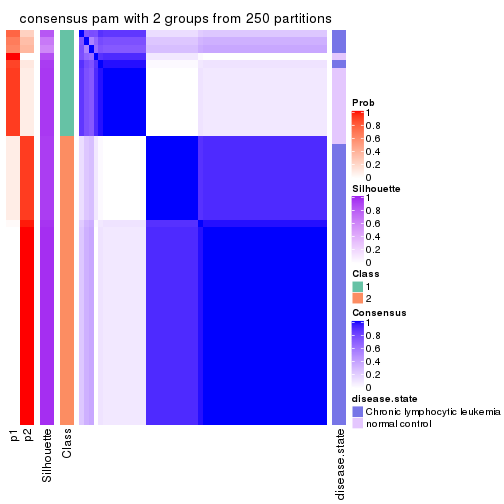 consensus pam with 2 groups from 250 partitions
Prob
1
0.8
0.6
0.4
0.2
0
Silhouette
1
0.8
0.6
0.4
0.2
0
Class
1
2
Consensus
1
0.8
0.6
0.4
0.2
0
disease.state
Chronic lymphocytic leukemia
normal control
p1
p2
Silhouette
Class
disease.state